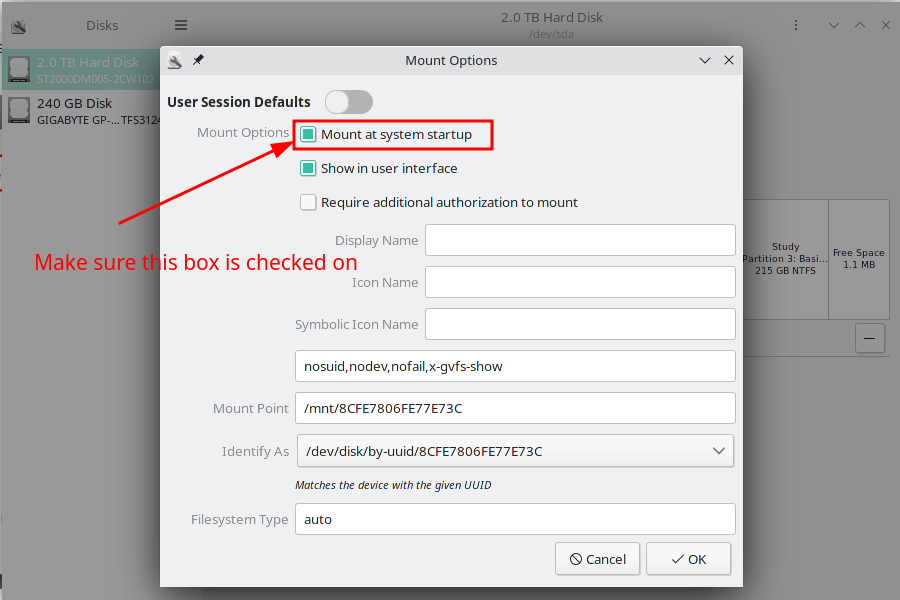 Disks
2.0 TB Hard Disk
/dev/sda
2.0 TB Hard Disk
ST2000DM005-2CW102
240 GB Disk
GIGABYTE GP-...TFS3124
Mount Options
User Session Defaults
Mount Options
Mount at system startup
Show in user interface
Require additional authorization to mount
Make sure this box is checked on
Display Name
Icon Name
Symbolic Icon Name
nosuid,nodev,nofail,x-gvfs-show
Mount Point
/mnt/8CFE7806FE77E73C
Identify As
/dev/disk/by-uuid/8CFE7806FE77E73C
Matches the device with the given UUID
Filesystem Type
auto
Cancel
OK
Study
Partition 3: Basi...
215 GB NTFS
Free Space
1.1 MB